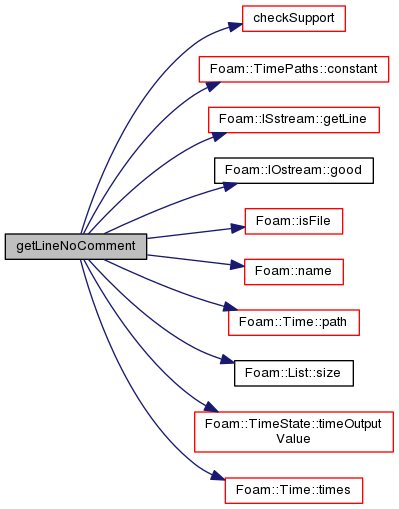 checkSupport
Foam::TimePaths::constant
Foam::ISstream::getLine
Foam::IOstream::good
getLineNoComment
Foam::isFile
Foam::name
Foam::Time::path
Foam::List::size
Foam::TimeState::timeOutput
Value
Foam::Time::times